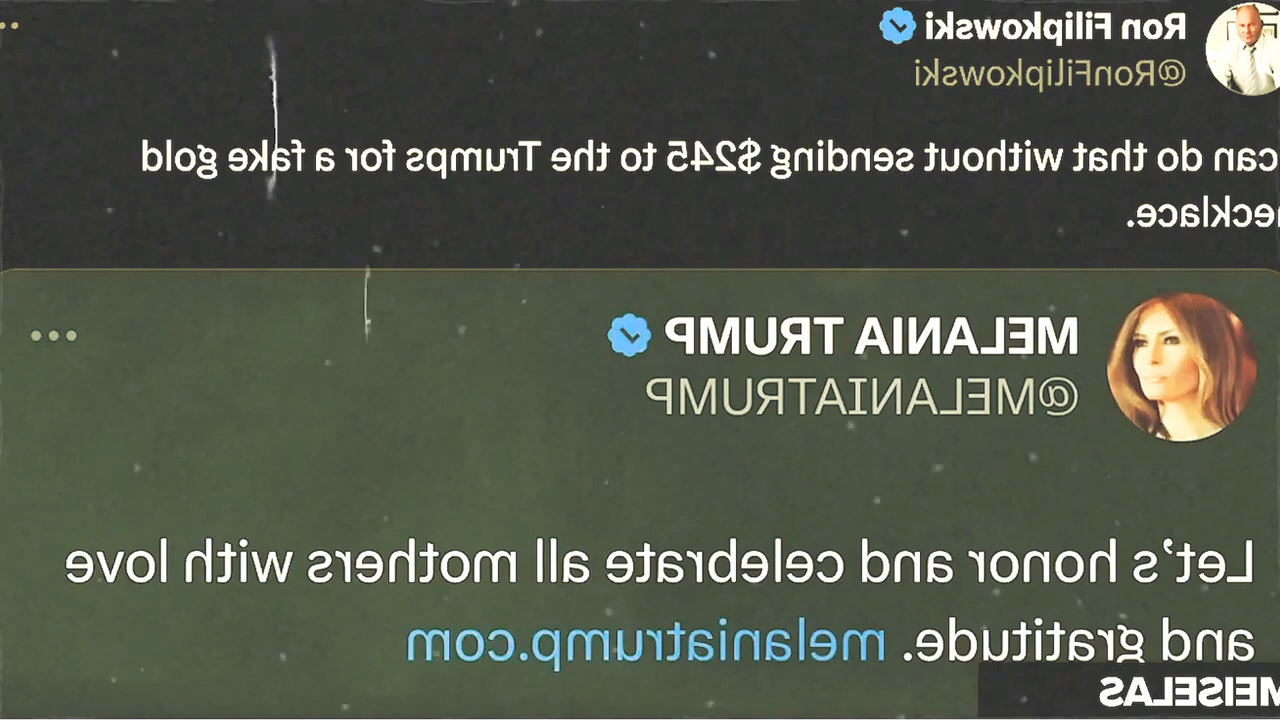 Ron Filipkowski
@RonFilipkowski
can do that without sending $245 to the Trumps for a fake gold
necklace.
MELANIA TRUMP
@MELANIATRUMP
Let's honor and celebrate all mothers with love
and gratitude. melaniatrump.com
MEISELAS